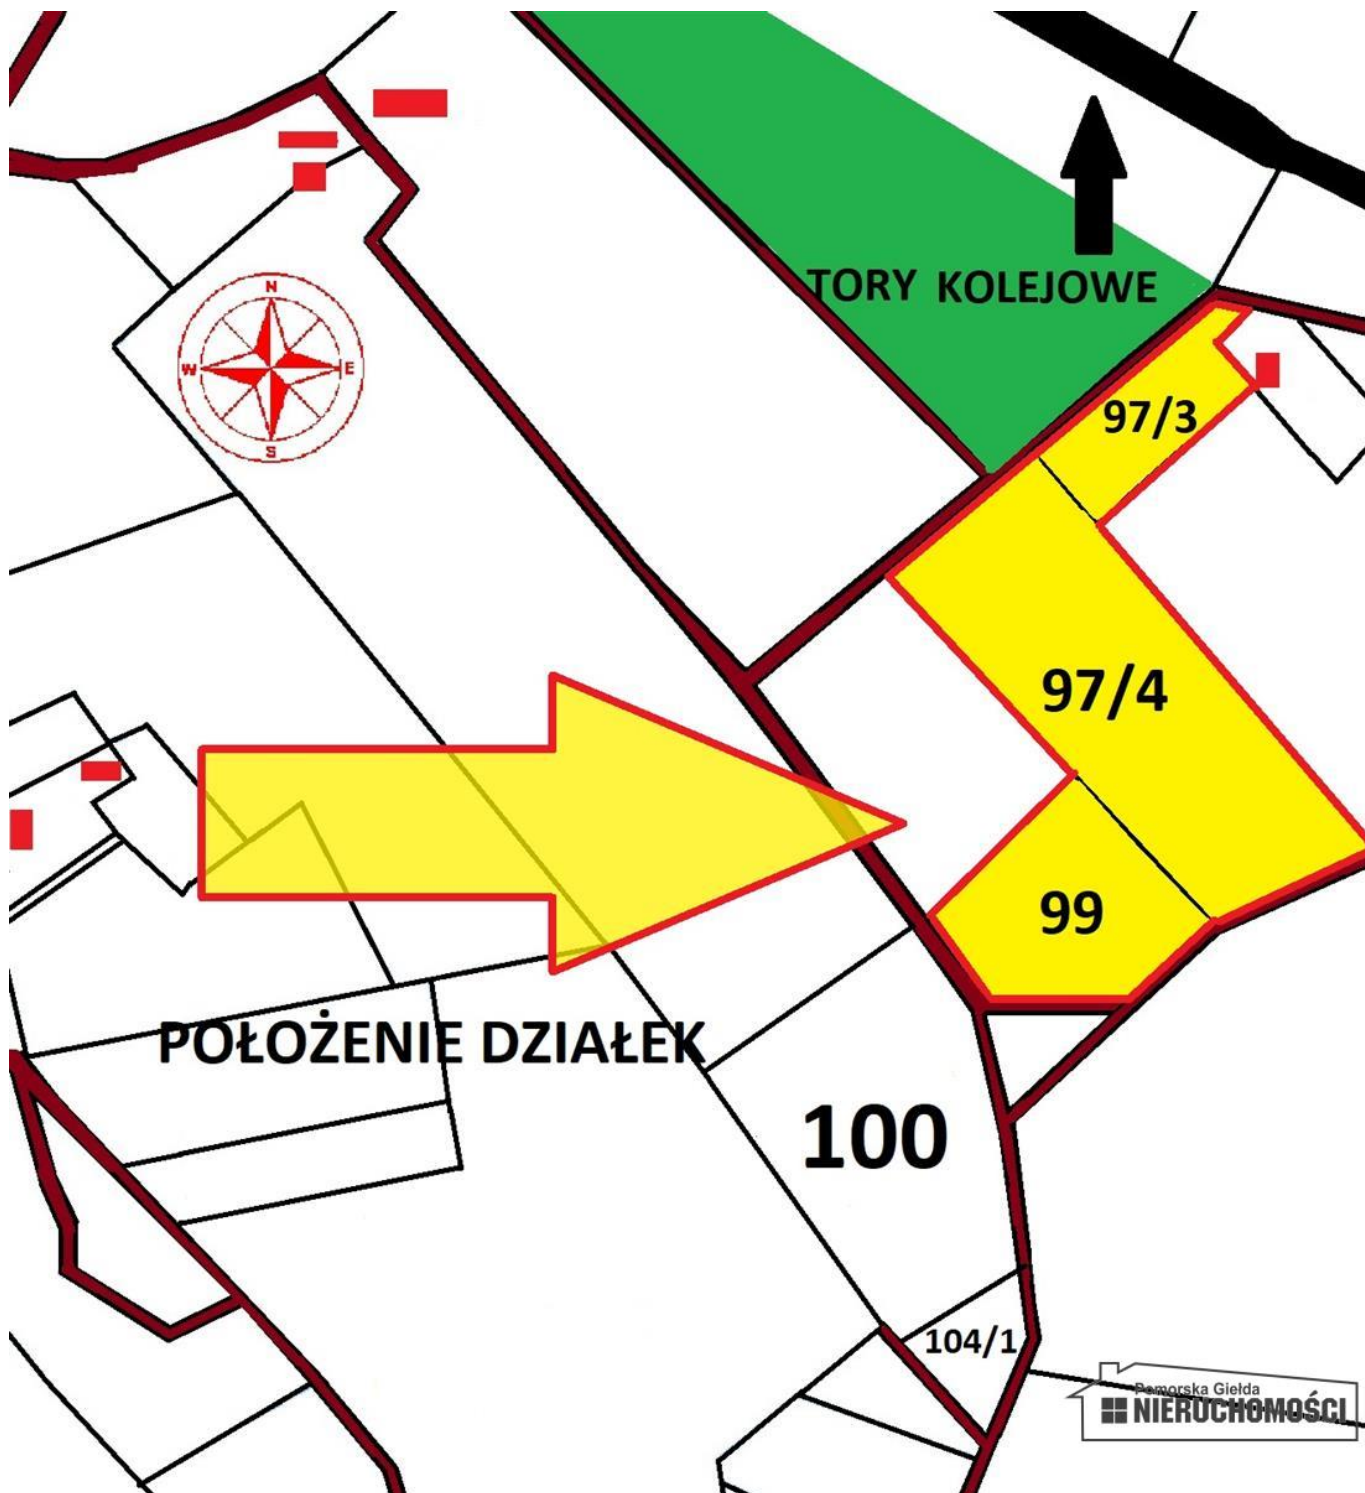 N
TORY KOLEJOWE
W
E
97/3
S
97/4
99
POŁOŻENIE DZIAŁEK
100
104/1
Pomorska Giełda
NIERUCHOMOŚCI